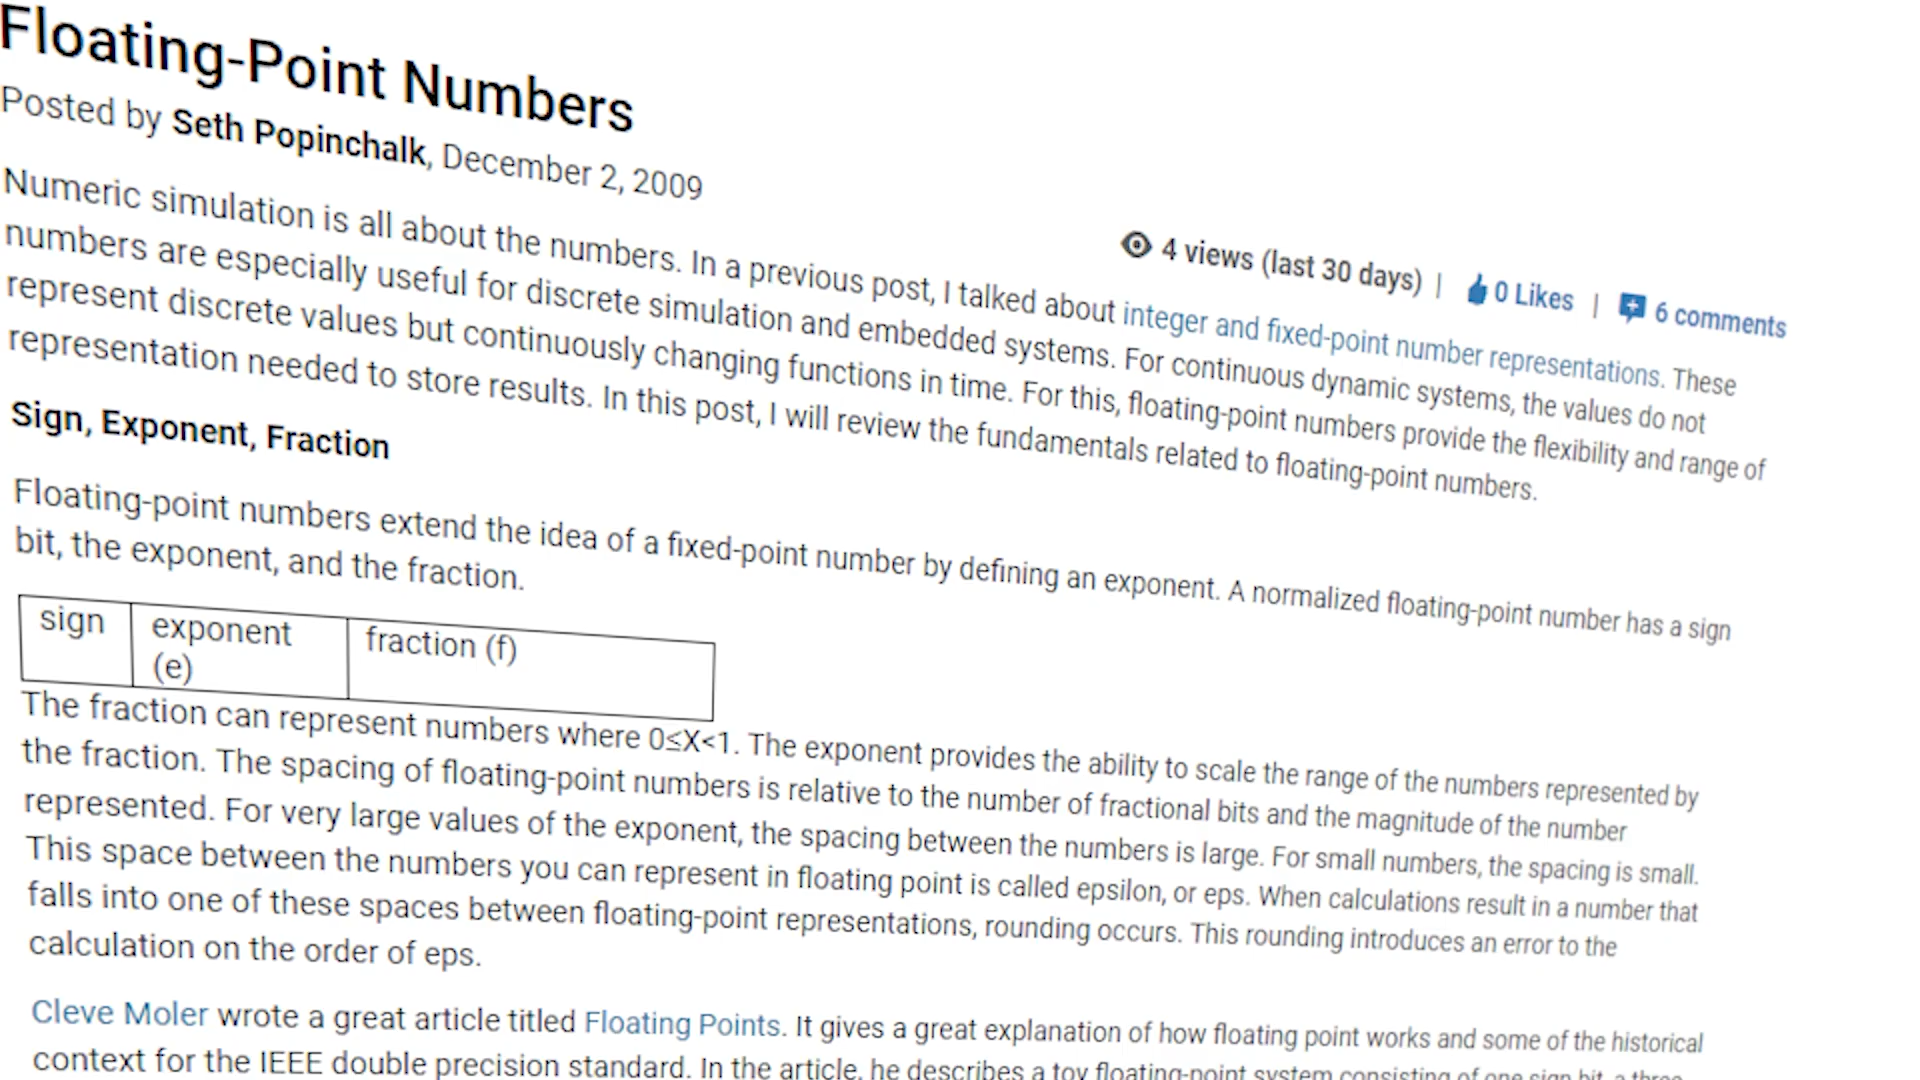 Floating-Point Numbers
Posted by Seth Popinchalk, December 2, 2009
4 views (last 30 days) | 0 Likes | 6 comments
Numeric simulation is all about the numbers. In a previous post, I talked about integer and fixed-point number representations. These
numbers are especially useful for discrete simulation and embedded systems. For continuous dynamic systems, the values do not
represent discrete values but continuously changing functions in time. For this, floating-point numbers provide the flexibility and range of
representation needed to store results. In this post, I will review the fundamentals related to floating-point numbers.
Sign, Exponent, Fraction
Floating-point numbers extend the idea of a fixed-point number by defining an exponent. A normalized floating-point number has a sign
bit, the exponent, and the fraction.
sign
exponent
(e)
fraction (f)
The fraction can represent numbers where 0≤X<1. The exponent provides the ability to scale the range of the numbers represented by
the fraction. The spacing of floating-point numbers is relative to the number of fractional bits and the magnitude of the number
represented. For very large values of the exponent, the spacing between the numbers is large. For small numbers, the spacing is small.
This space between the numbers you can represent in floating point is called epsilon, or eps. When calculations result in a number that
falls into one of these spaces between floating-point representations, rounding occurs. This rounding introduces an error to the
calculation on the order of eps.
Cleve Moler wrote a great article titled Floating Points. It gives a great explanation of how floating point works and some of the historical
context for the IEEE double precision standard. In the article, he describes a toy floating-point system consisting of one sign bit, a three